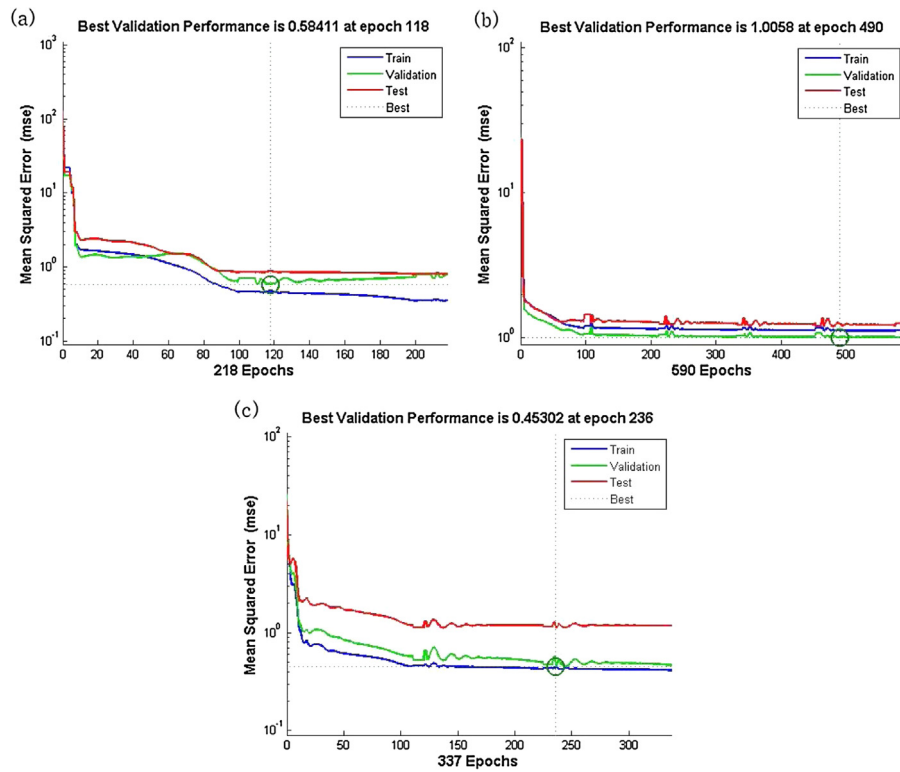 (a)
Best Validation Performance is 0.58411 at epoch 118
10^3
10^2
10^1
10^0
10^-1
Mean Squared Error (mse)
Train
Validation
Test
Best
0 20 40 60 80 100 120 140 160 180 200
218 Epochs
(b)
Best Validation Performance is 1.0058 at epoch 490
10^2
10^1
10^0
Mean Squared Error (mse)
Train
Validation
Test
Best
0 100 200 300 400 500
590 Epochs
(c)
Best Validation Performance is 0.45302 at epoch 236
10^2
10^1
10^0
10^-1
Mean Squared Error (mse)
Train
Validation
Test
Best
0 50 100 150 200 250 300
337 Epochs